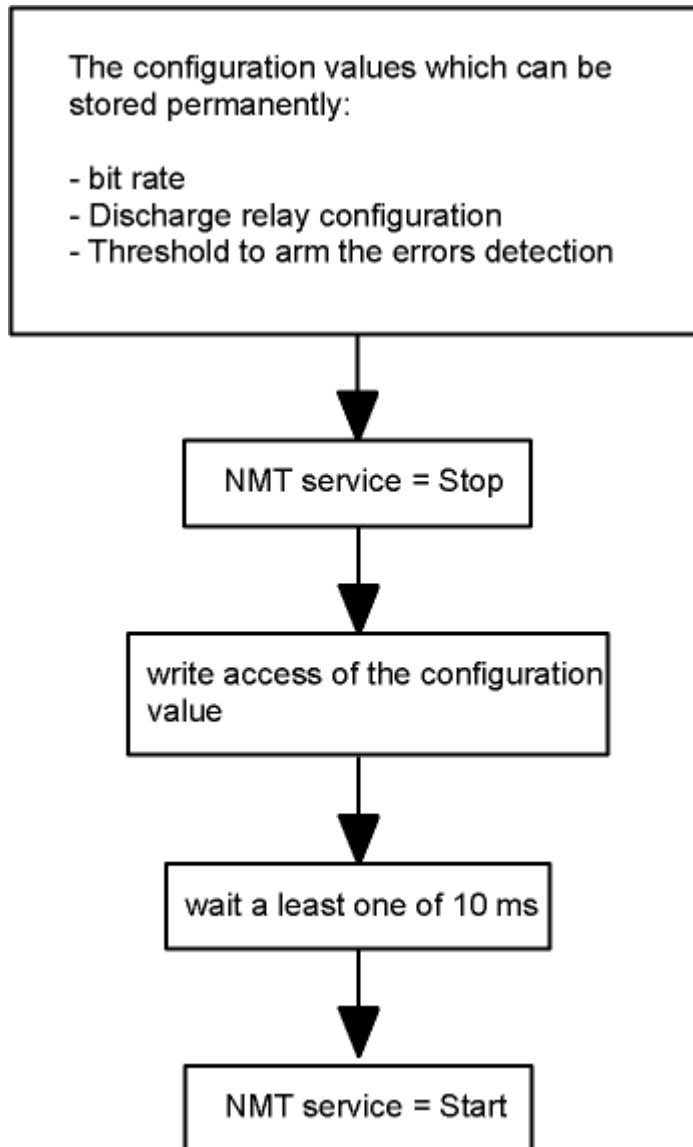 The configuration values which can be
stored permanently:
- bit rate
- Discharge relay configuration
- Threshold to arm the errors detection
NMT service = Stop
write access of the configuration
value
wait a least one of 10 ms
NMT service = Start